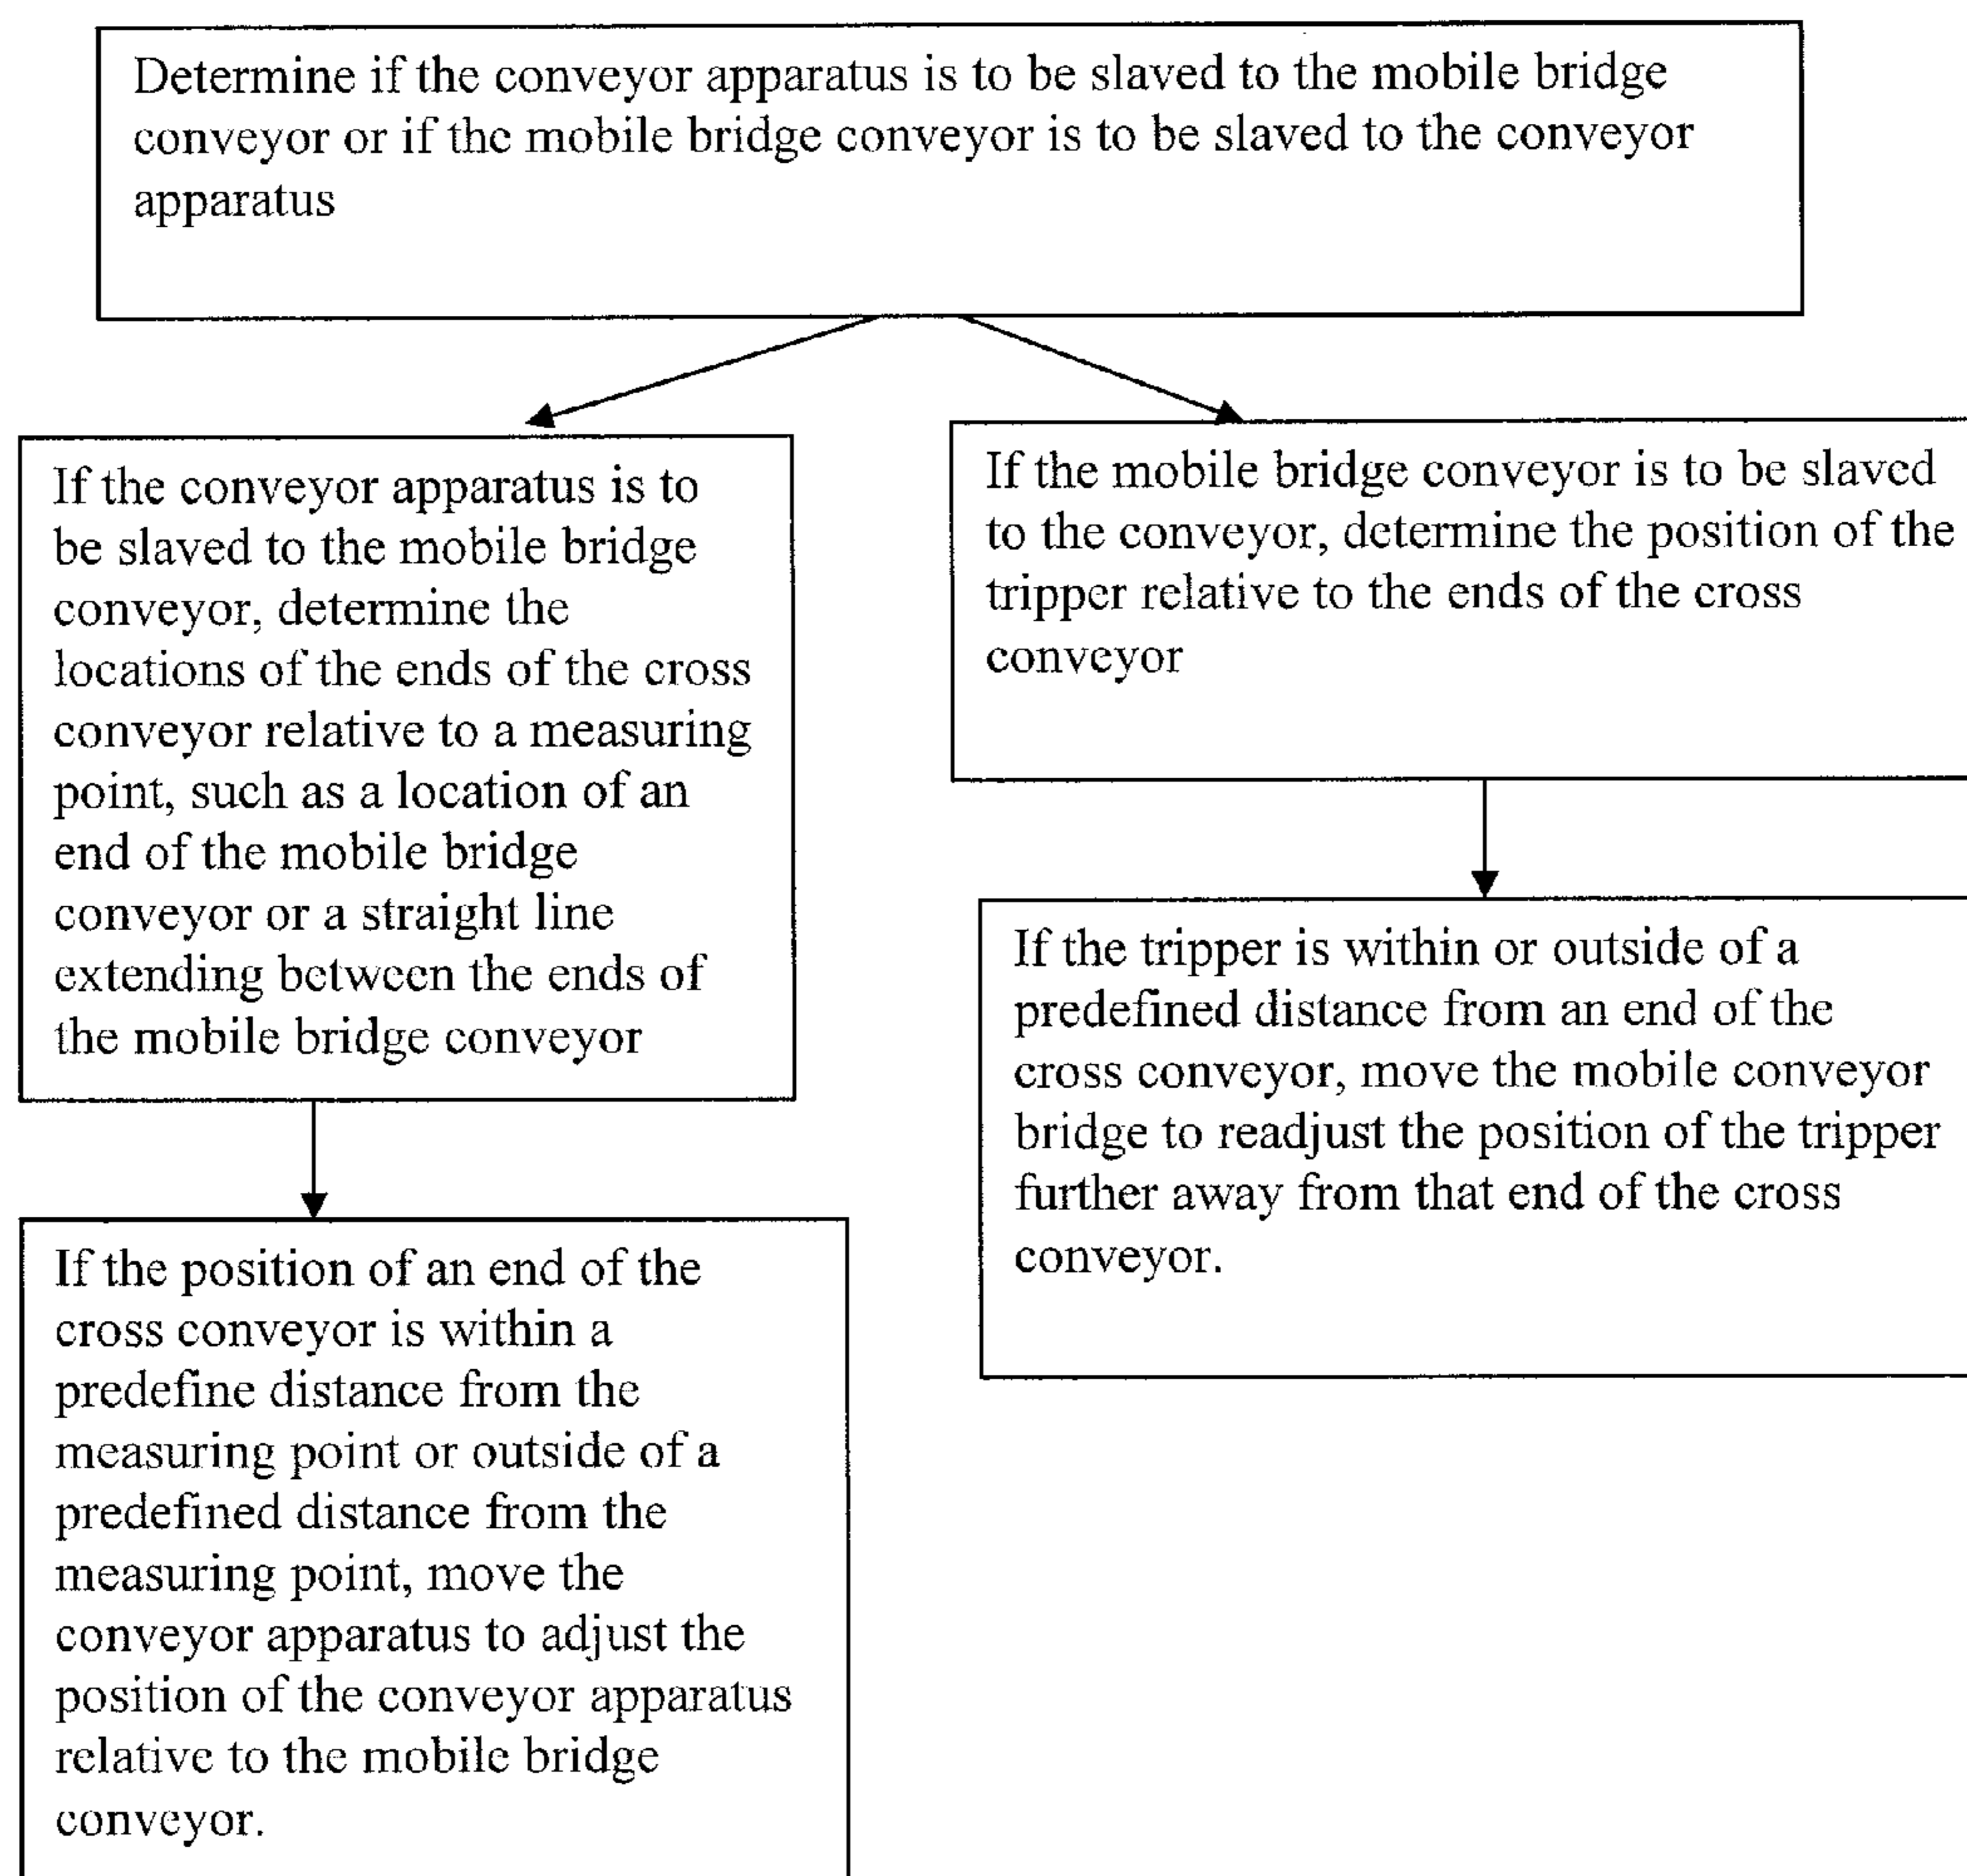 Determine if the conveyor apparatus is to be slaved to the mobile bridge
conveyor or if the mobile bridge conveyor is to be slaved to the conveyor
apparatus
If the conveyor apparatus is to
be slaved to the mobile bridge
conveyor, determine the
locations of the ends of the cross
conveyor relative to a measuring
point, such as a location of an
end of the mobile bridge
conveyor or a straight line
extending between the ends of
the mobile bridge conveyor
If the position of an end of the
cross conveyor is within a
predefine distance from the
measuring point or outside of a
predefined distance from the
measuring point, move the
conveyor apparatus to adjust the
position of the conveyor apparatus
relative to the mobile bridge
conveyor.
If the mobile bridge conveyor is to be slaved
to the conveyor, determine the position of the
tripper relative to the ends of the cross
conveyor
If the tripper is within or outside of a
predefined distance from an end of the
cross conveyor, move the mobile conveyor
bridge to readjust the position of the tripper
further away from that end of the cross
conveyor.